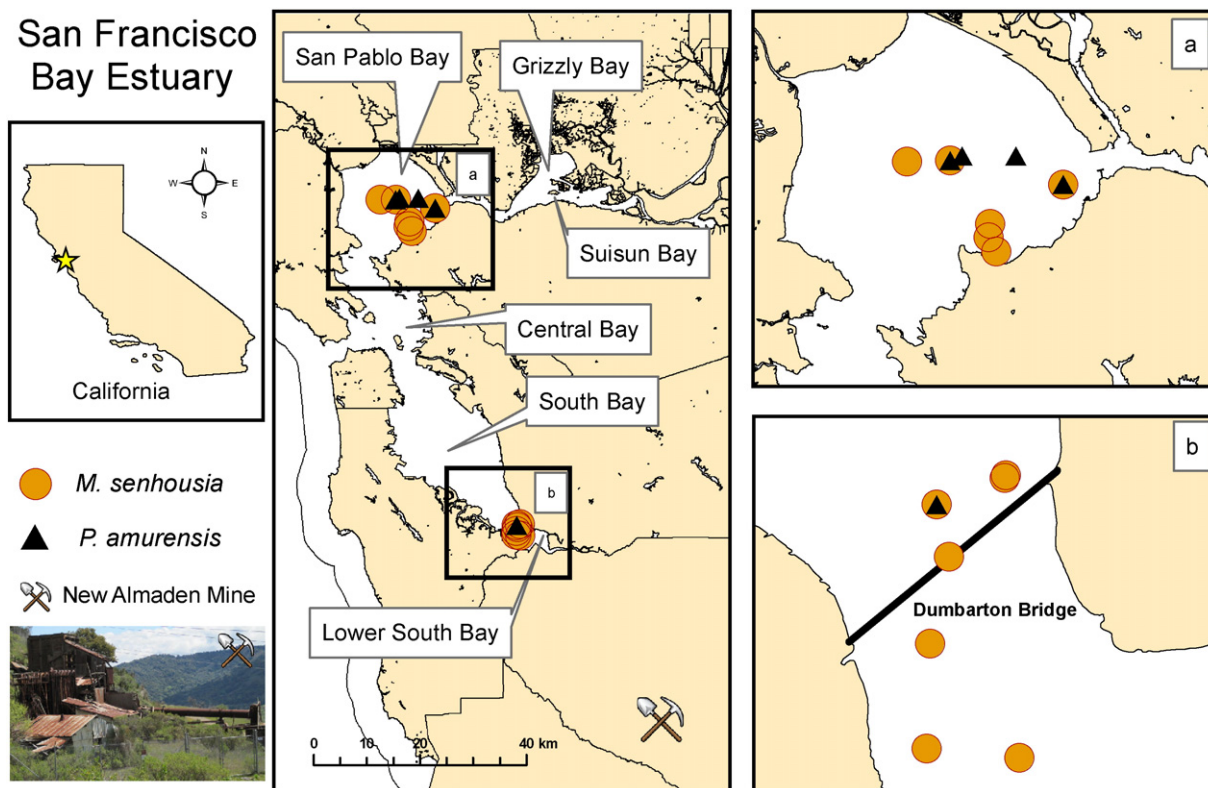 San Francisco
Bay Estuary
N
W
E
S
California
M. senhousia
P. amurensis
New Almaden Mine
San Pablo Bay
Grizzly Bay
a
Suisun Bay
Central Bay
South Bay
b
Lower South Bay
0 10 20 40 km
a
b
Dumbarton Bridge